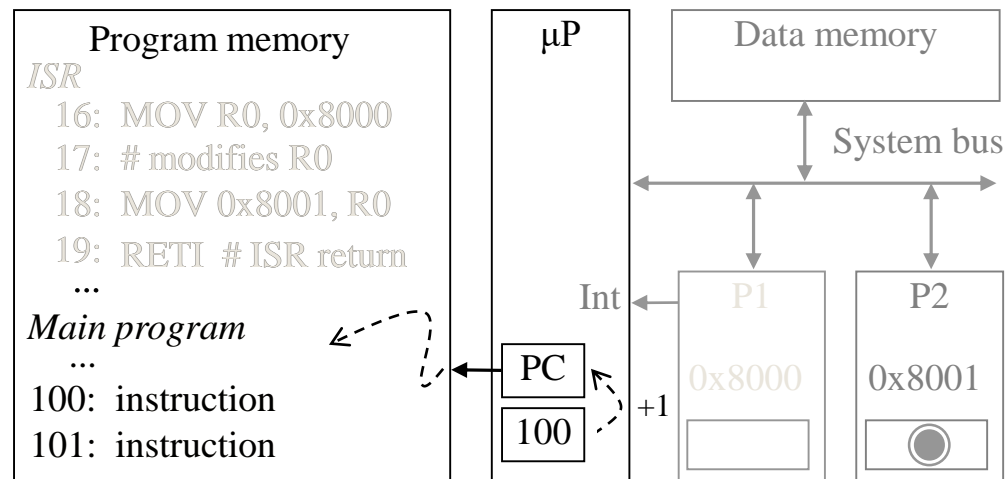 Program memory
ISR
16: MOV R0, 0x8000
17: # modifies R0
18: MOV 0x8001, R0
19: RETI # ISR return
...
Main program
...
100: instruction
101: instruction
μP
Int
PC
100
+1
Data memory
System bus
P1
0x8000
P2
0x8001